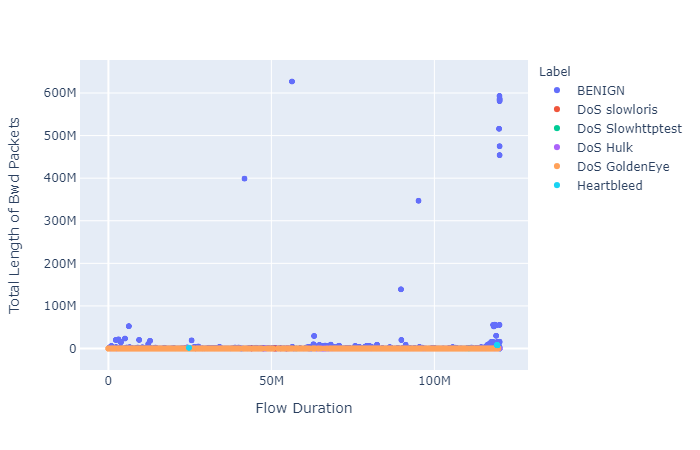 Label
BENIGN
DoS slowloris
DoS Slowhttptest
DoS Hulk
DoS GoldenEye
Heartbleed
Total Length of Bwd Packets
600M
500M
400M
300M
200M
100M
0
0 50M 100M
Flow Duration